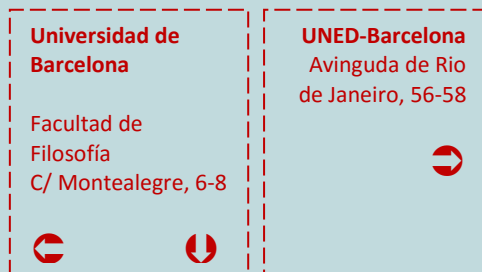 Universidad de
Barcelona
Facultad de
Filosofía
C/ Montealegre, 6-8
UNED-Barcelona
Avinguda de Rio
de Janeiro, 56-58